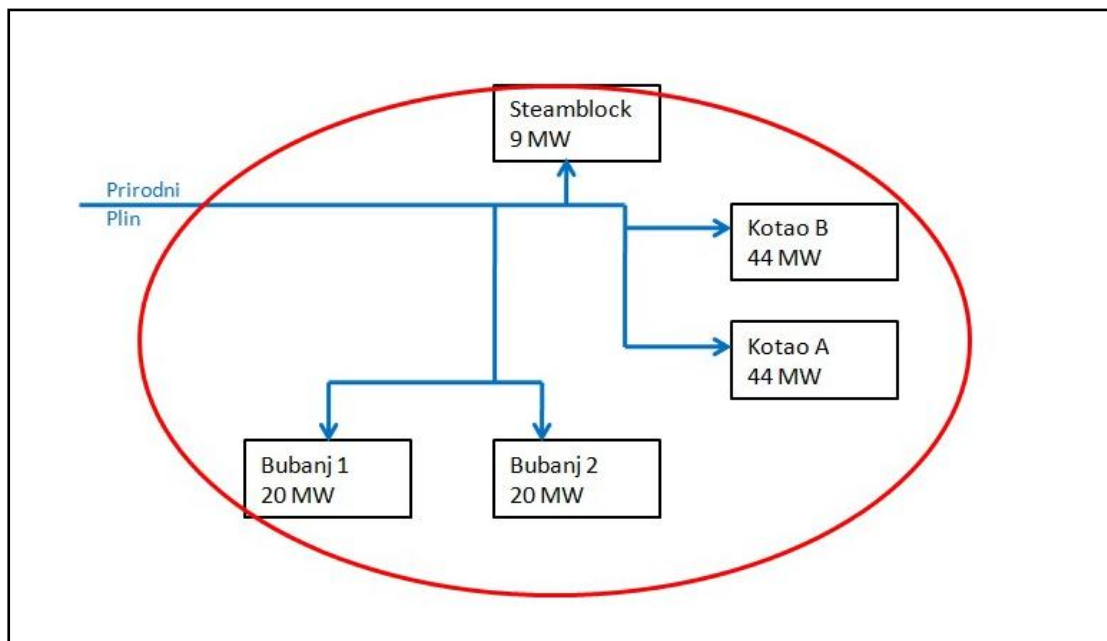 Steamblock
9 MW
Prirodni
Plin
Kotao B
44 MW
Kotao A
44 MW
Bubanj 1
20 MW
Bubanj 2
20 MW